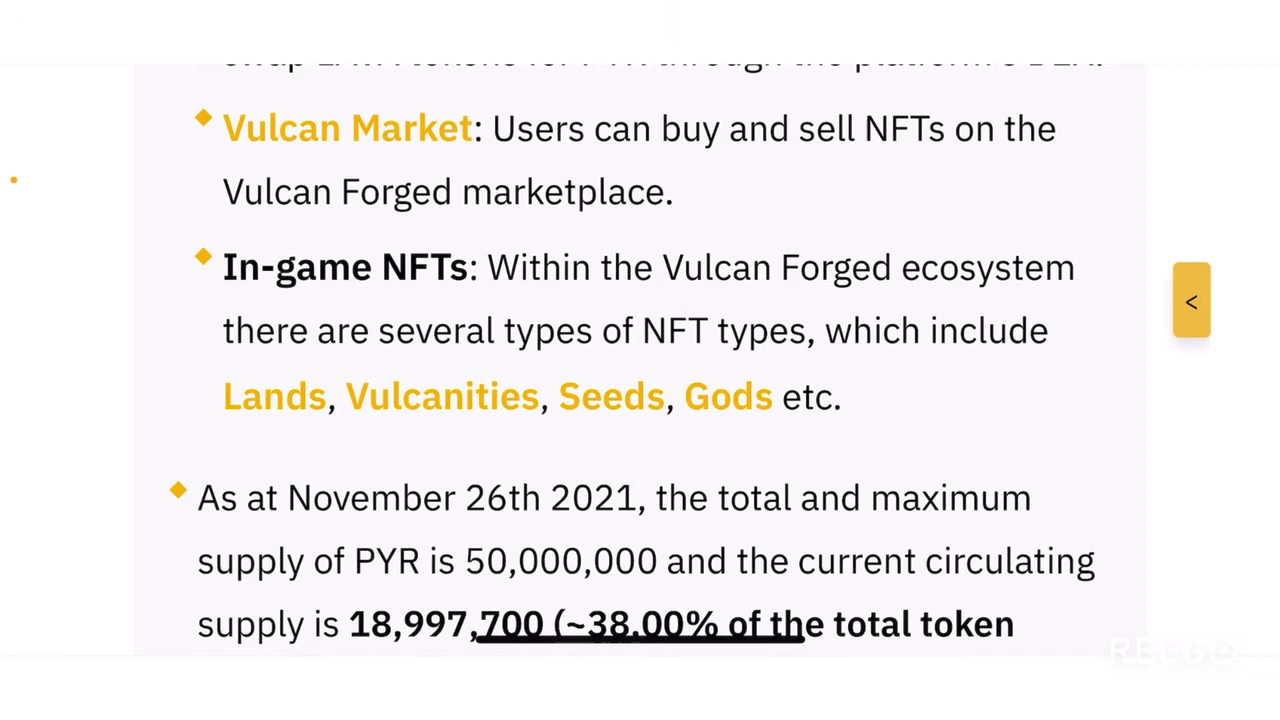 Vulcan Market: Users can buy and sell NFTs on the
Vulcan Forged marketplace.
In-game NFTs: Within the Vulcan Forged ecosystem
there are several types of NFT types, which include
Lands, Vulcanities, Seeds, Gods etc.
<
As at November 26th 2021, the total and maximum
supply of PYR is 50,000,000 and the current circulating
supply is 18,997,700 (~38.00% of the total token